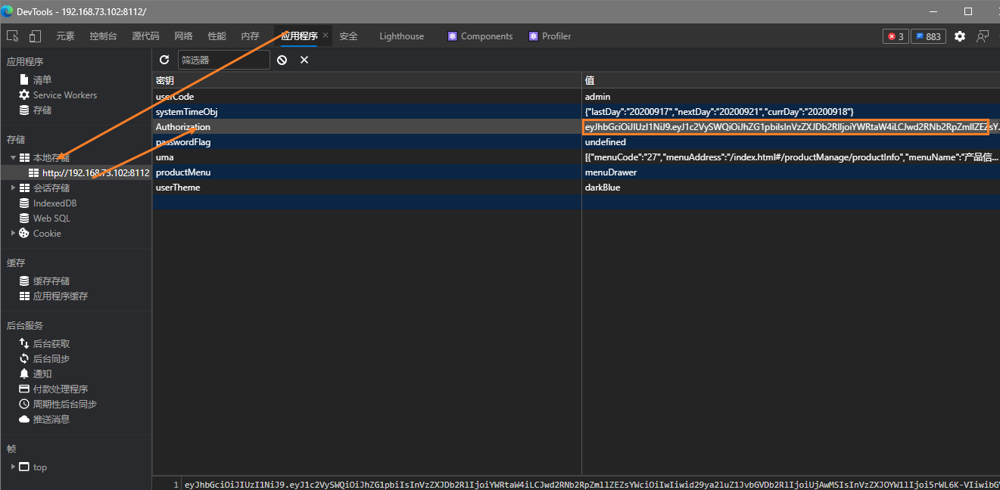 DevTools - 192.168.73.102:8112/
元素 控制台 源代码 网络 性能 内存 应用程序 × 安全 Lighthouse Components Profiler 3 883
应用程序
清单
Service Workers
存储
存储
本地存储
http://192.168.73.102:8112
会话存储
IndexedDB
Web SQL
Cookie
缓存
缓存存储
应用程序缓存
后台服务
后台获取
后台同步
通知
付款处理程序
周期性后台同步
推送消息
帧
top
筛选器
密钥 值
userCode admin
systemTimeObj {"lastDay":"20200917","nextDay":"20200921","currDay":"20200918"}
Authorization eyJhbGciOiJIUzI1NiJ9.eyJ1c2VySWQiOiJhZG1pbiIsInVzZXJDb2RlIjoiYWRtaW4iLCJwd2RNb2RpZmllZEZsY...
passwordFlag undefined
uma [{"menuCode":"27","menuAddress":"/index.html#/productManage/productInfo","menuName":"产品信...
productMenu menuDrawer
userTheme darkBlue
1 eyJhbGciOiJIUzI1NiJ9.eyJ1c2VySWQiOiJhZG1pbiIsInVzZXJDb2RlIjoiYWRtaW4iLCJwd2RNb2RpZmllZEZsYWciOiIwIiwid29ya2luZ1JvbGVDb2RlIjoiUjAwMSIsInVzZXJOYW1lIjoi5rWL6K-VIiwibGV